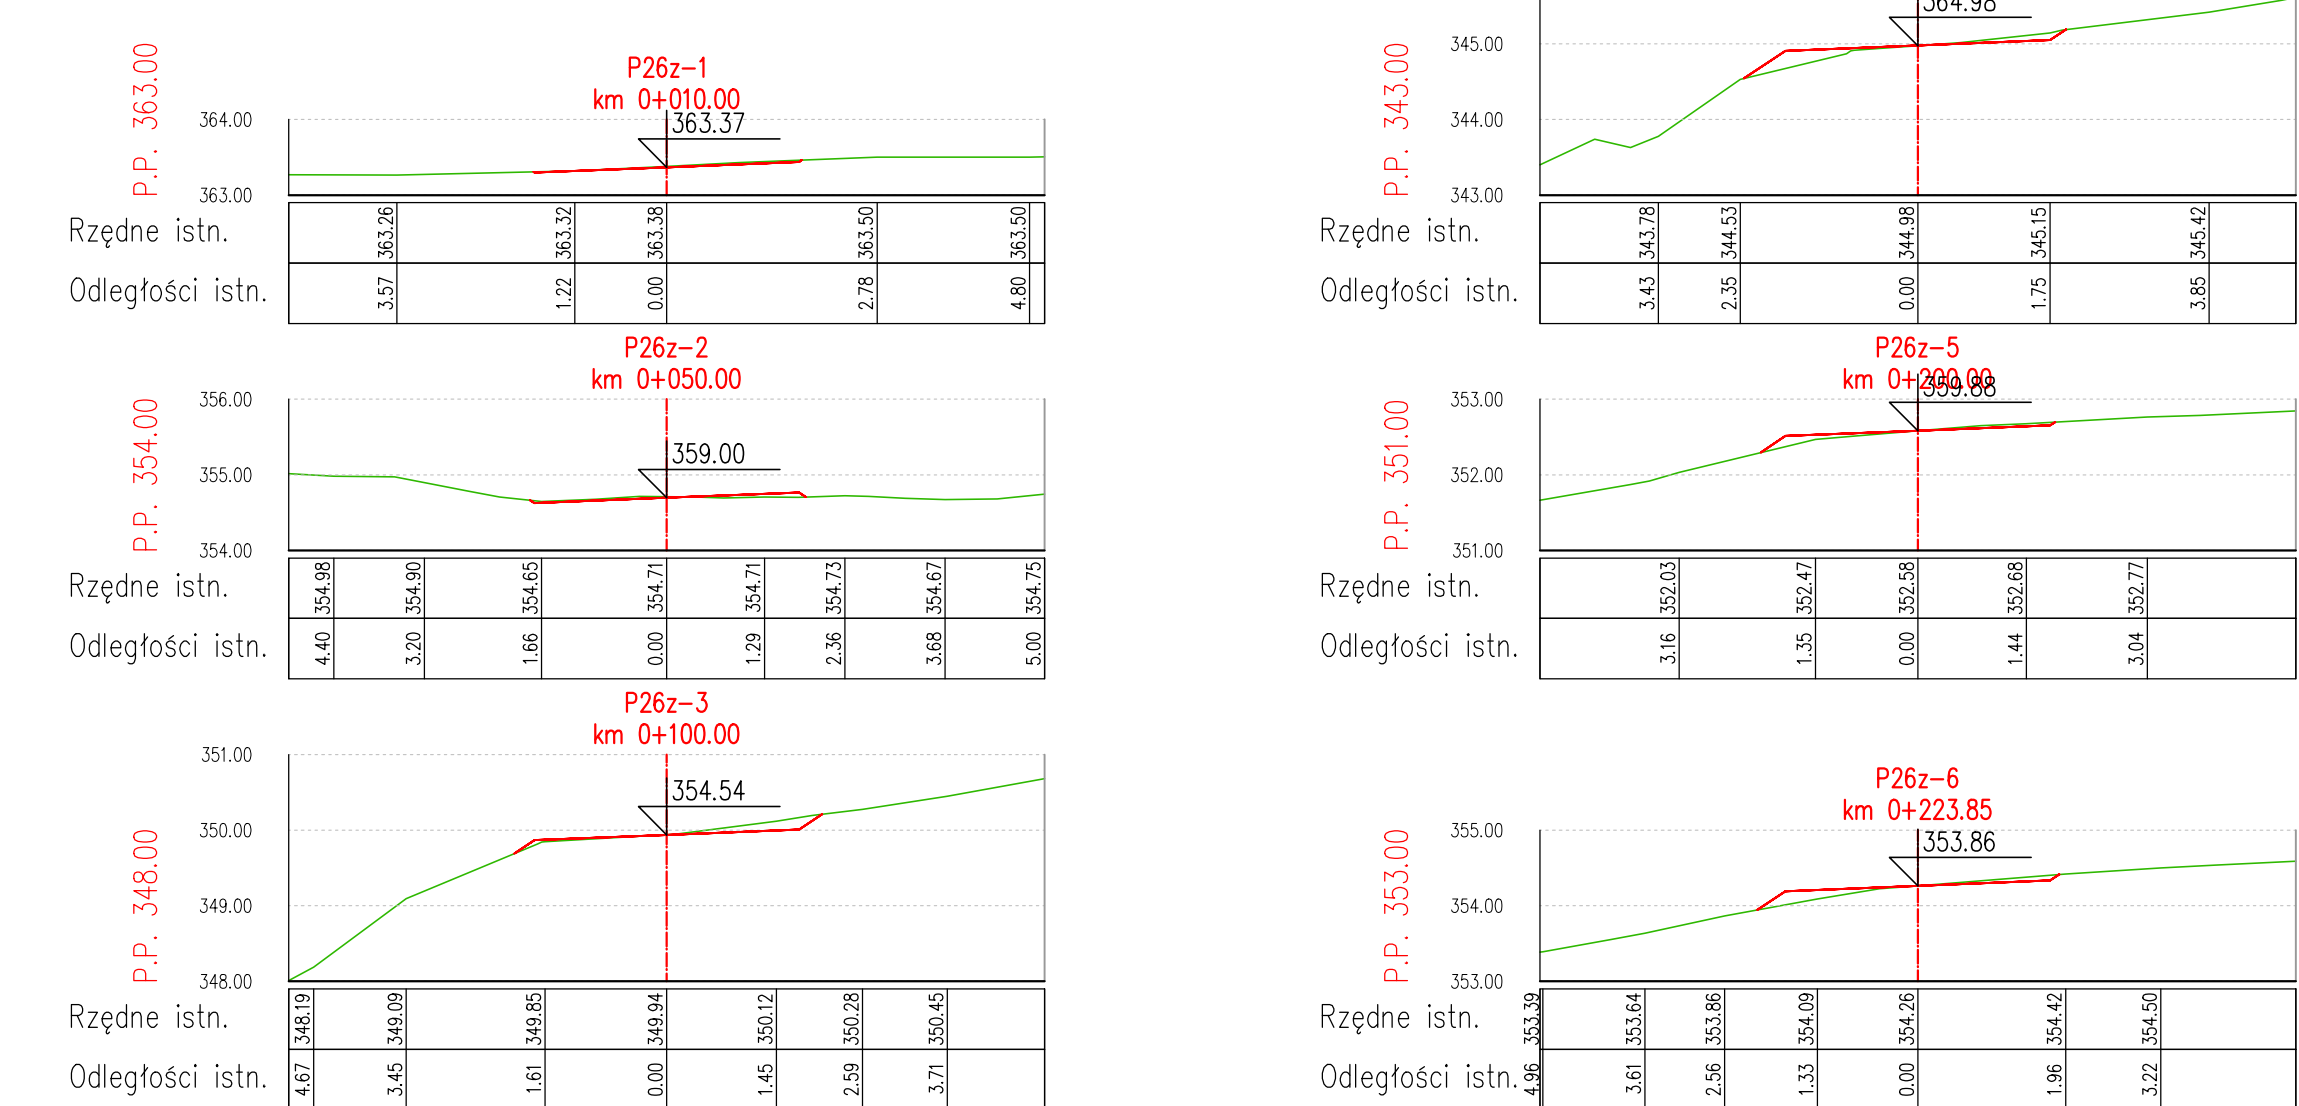 P26z-1
km 0+010.00
P.P. 363.00
364.00
363.37
363.00
Rzędne istn. 363.26 363.32 363.38 363.50 363.50
Odległości istn. 3.57 1.22 0.00 2.78 4.80
P26z-2
km 0+050.00
P.P. 354.00
356.00
359.00
355.00
354.00
Rzędne istn. 354.98 354.90 354.65 354.71 354.71 354.73 354.67 354.75
Odległości istn. 4.40 3.20 1.66 0.00 1.29 2.36 3.68 5.00
P26z-3
km 0+100.00
P.P. 348.00
351.00
354.54
350.00
349.00
348.00
Rzędne istn. 348.19 349.09 349.85 349.94 350.12 350.28 350.45
Odległości istn. 4.67 3.45 1.61 0.00 1.45 2.59 3.71
364.98
P.P. 343.00
345.00
344.00
343.00
Rzędne istn. 343.78 344.53 344.98 345.15 345.42
Odległości istn. 3.43 2.35 0.00 1.75 3.85
P26z-5
km 0+200.00
359.88
P.P. 351.00
353.00
352.00
351.00
Rzędne istn. 352.03 352.47 352.58 352.68 352.77
Odległości istn. 3.16 1.35 0.00 1.44 3.04
P26z-6
km 0+223.85
P.P. 353.00
355.00
353.86
354.00
353.00
Rzędne istn. 353.39 353.64 353.86 354.09 354.26 354.42 354.50
Odległości istn. 4.96 3.61 2.56 1.33 0.00 1.96 3.22